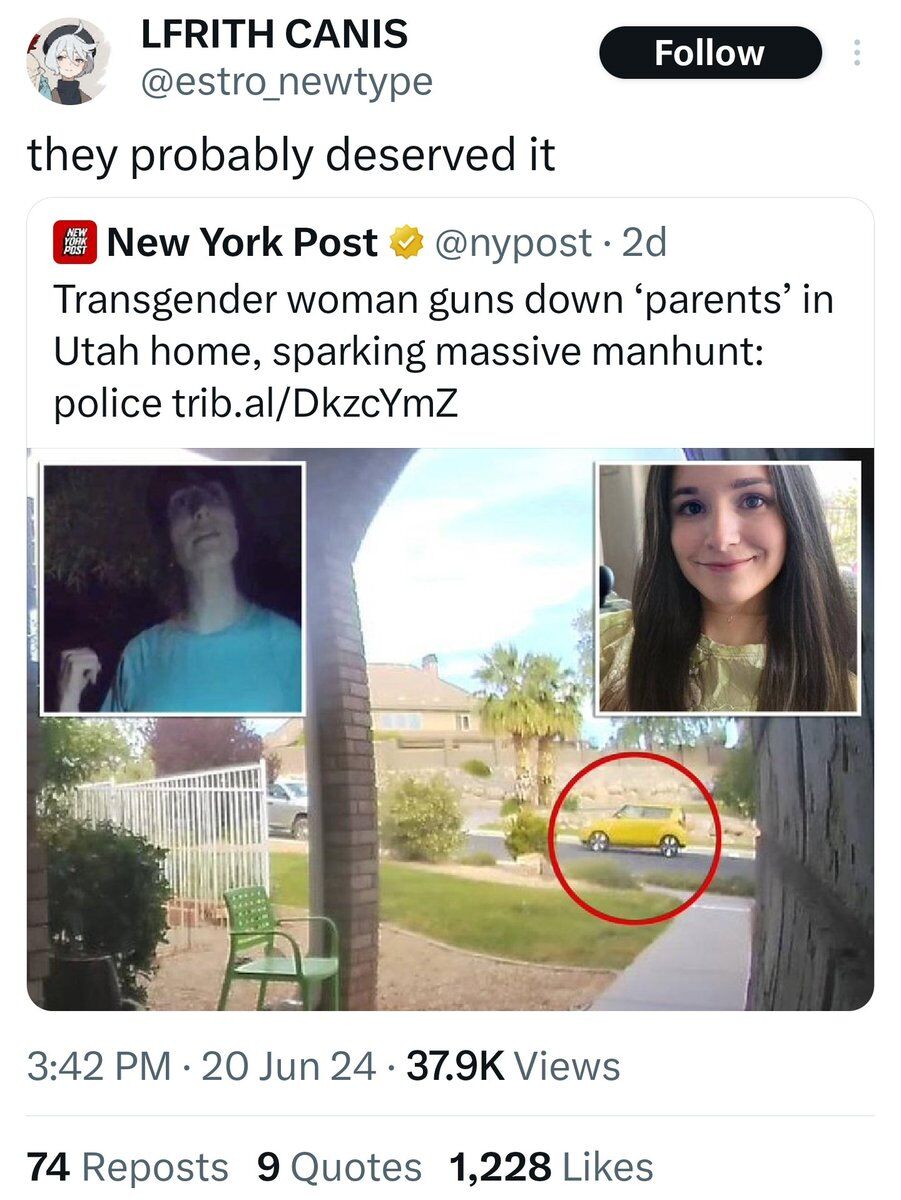 LFRITH CANIS
@estro_newtype
Follow
they probably deserved it
NEW
YORK
POST
New York Post @nypost · 2d
Transgender woman guns down ‘parents’ in
Utah home, sparking massive manhunt:
police trib.al/DkzcYmZ
3:42 PM · 20 Jun 24 · 37.9K Views
74 Reposts 9 Quotes 1,228 Likes